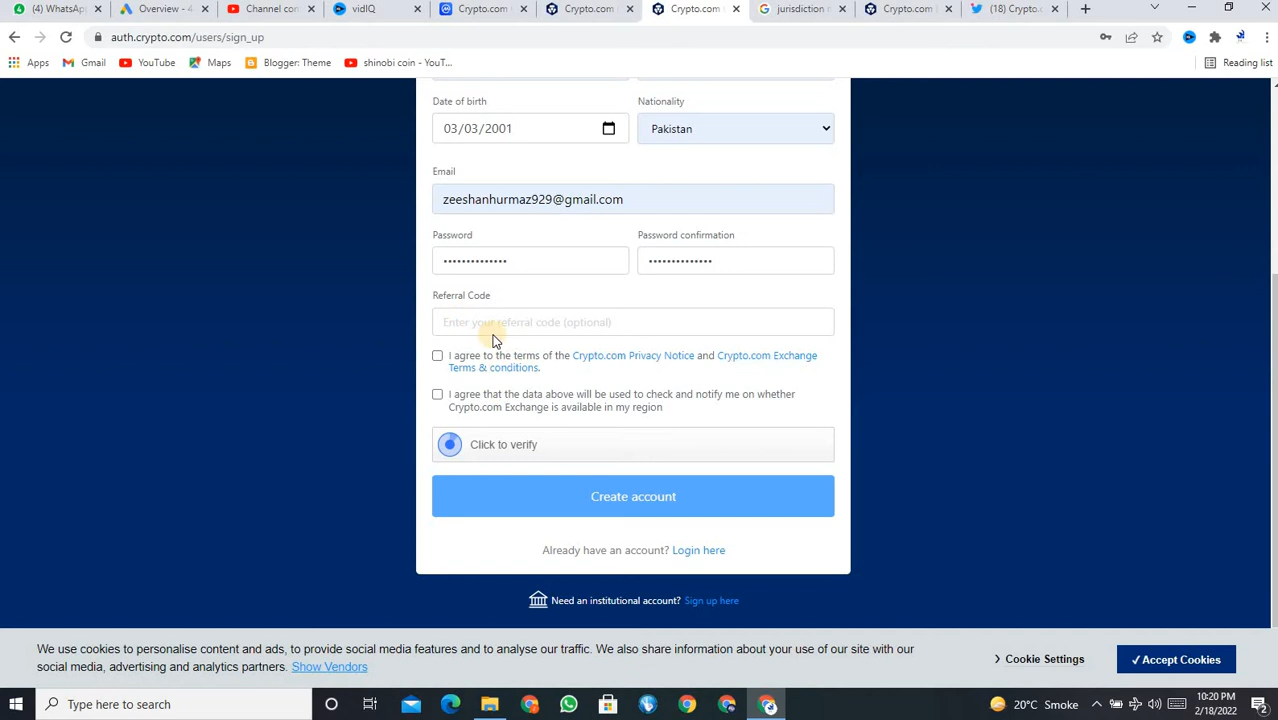 WhatsAp
Overview - 4
Channel con
vidIQ
Crypto.com
Crypto.com
Crypto.com
jurisdiction
Crypto.com
(18) Crypto.c
auth.crypto.com/users/sign_up
Apps
Gmail
YouTube
Maps
Blogger: Theme
shinobi coin - YouT...
Reading list
Date of birth
Nationality
03/03/2001
Pakistan
Email
zeeshanhurmaz929@gmail.com
Password
Password confirmation
••••••••••••••
••••••••••••••
Referral Code
Enter your referral code (optional)
I agree to the terms of the Crypto.com Privacy Notice and Crypto.com Exchange
Terms & conditions.
I agree that the data above will be used to check and notify me on whether
Crypto.com Exchange is available in my region
Click to verify
Create account
Already have an account? Login here
Need an institutional account? Sign up here
We use cookies to personalise content and ads, to provide social media features and to analyse our traffic. We also share information about your use of our site with our
social media, advertising and analytics partners. Show Vendors
Cookie Settings
✓Accept Cookies
Type here to search
20°C Smoke
10:20 PM
2/18/2022